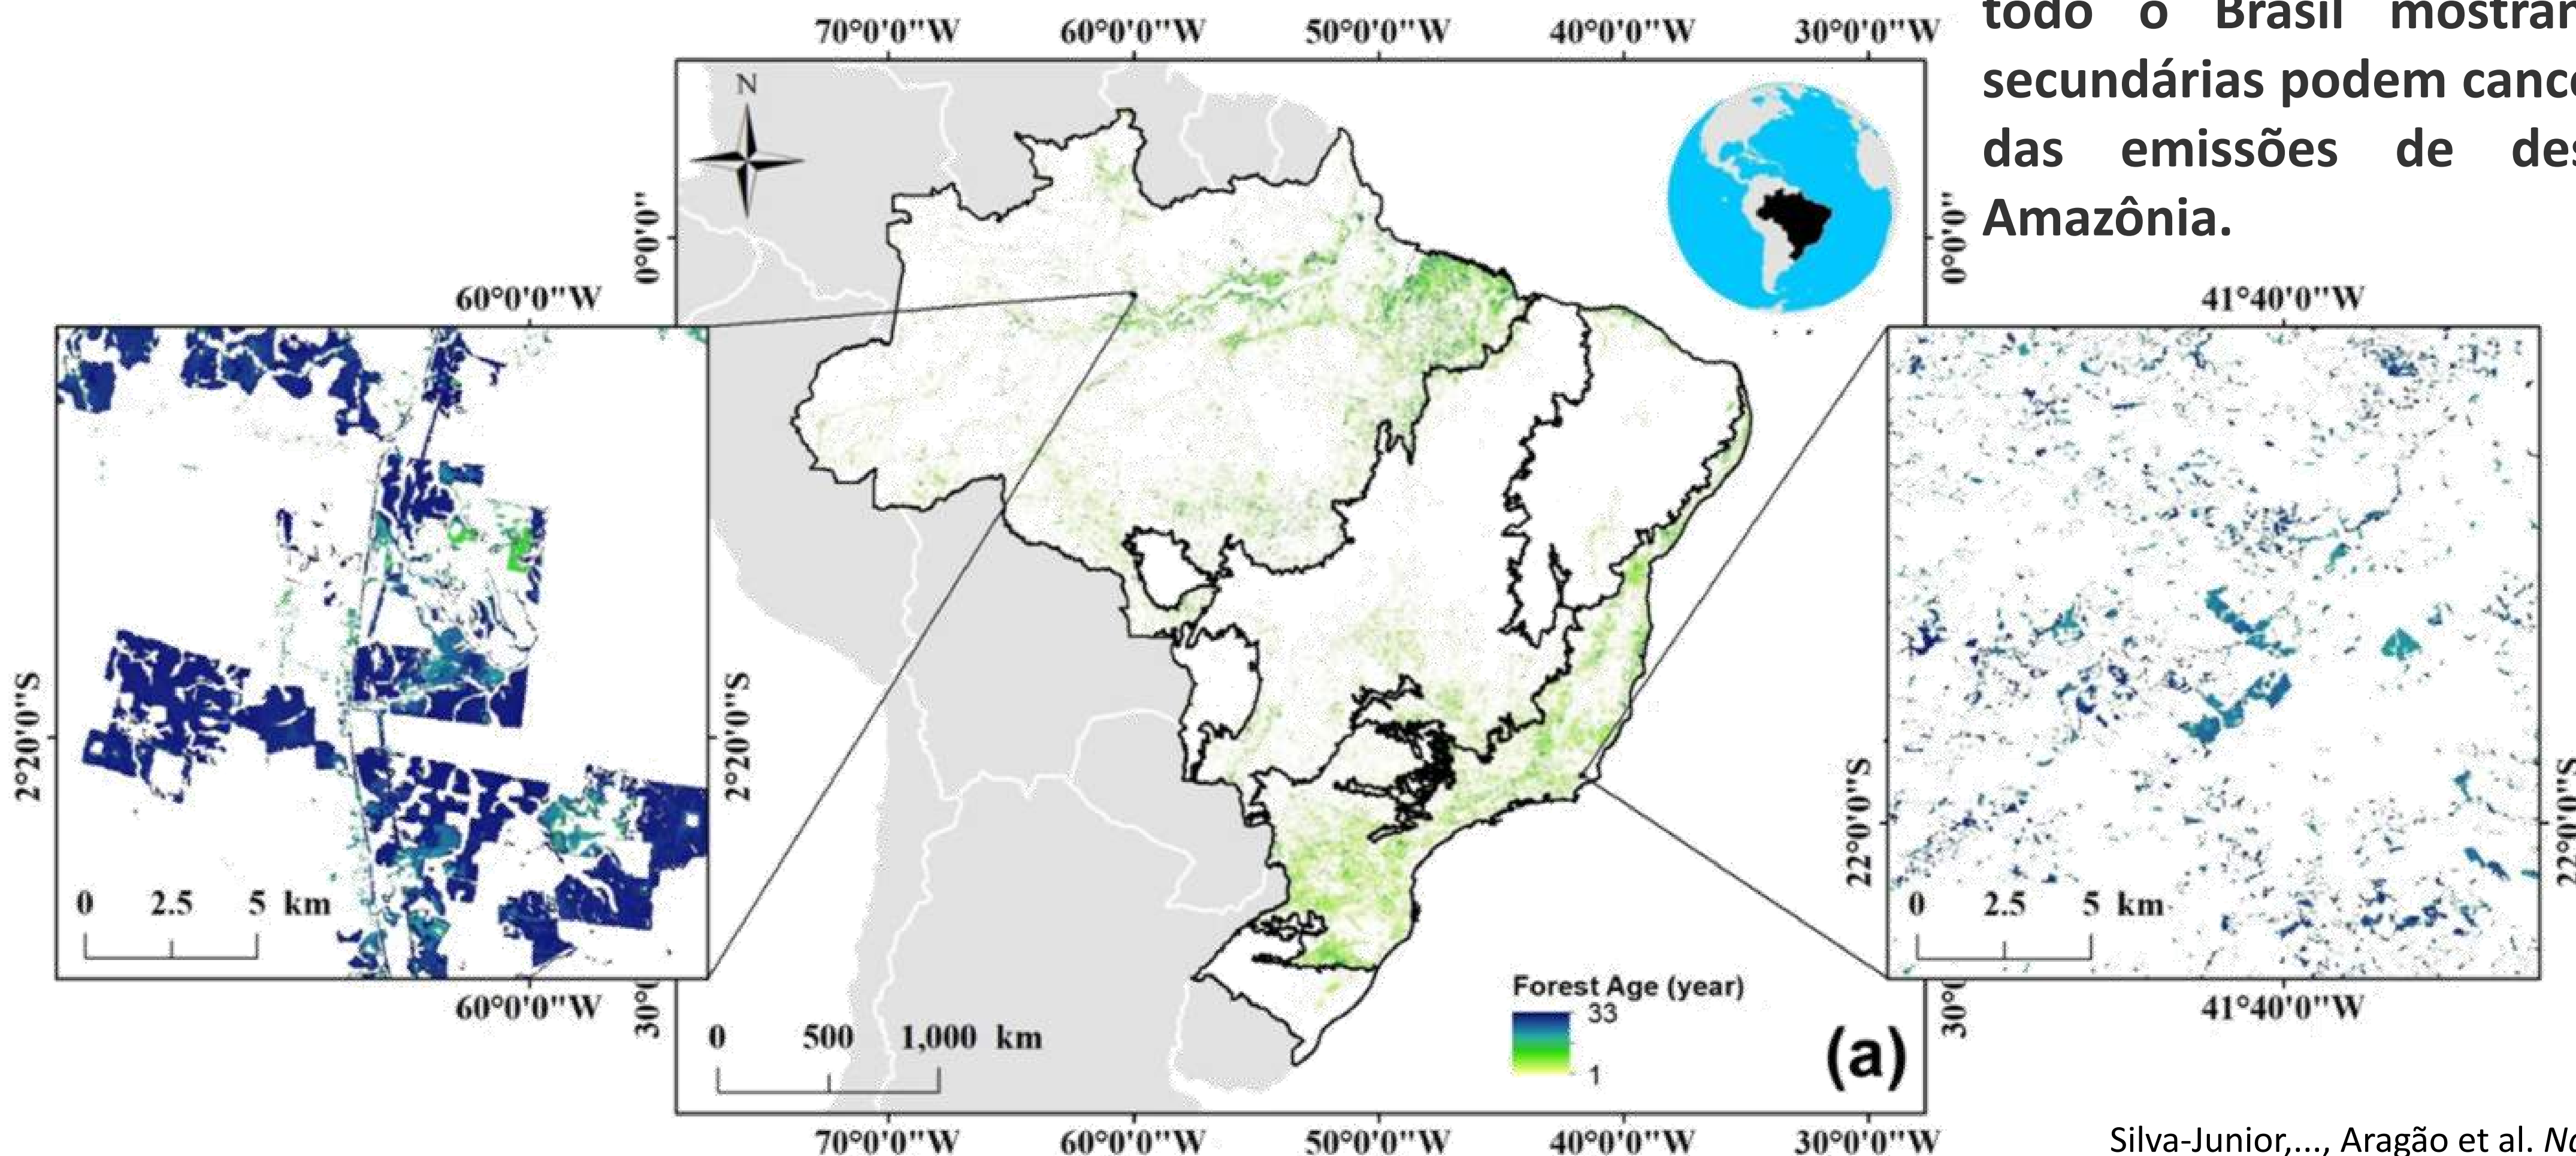 todo o Brasil
secundárias podem
das emissões de
Amazônia.
70°0'0"W 60°0'0"W 50°0'0"W 40°0'0"W 30°0'0"W
N
0°0'0"
0°0'0"
60°0'0"W
41°40'0"W
2°20'0"S
2°20'0"S
22°0'0"S
22°0'0"S
0 2.5 5 km
0 2.5 5 km
60°0'0"W
41°40'0"W
30°0
30°0
0 500 1,000 km
Forest Age (year)
33
1
(a)
70°0'0"W 60°0'0"W 50°0'0"W 40°0'0"W 30°0'0"W
Silva-Junior,..., Aragão et al.